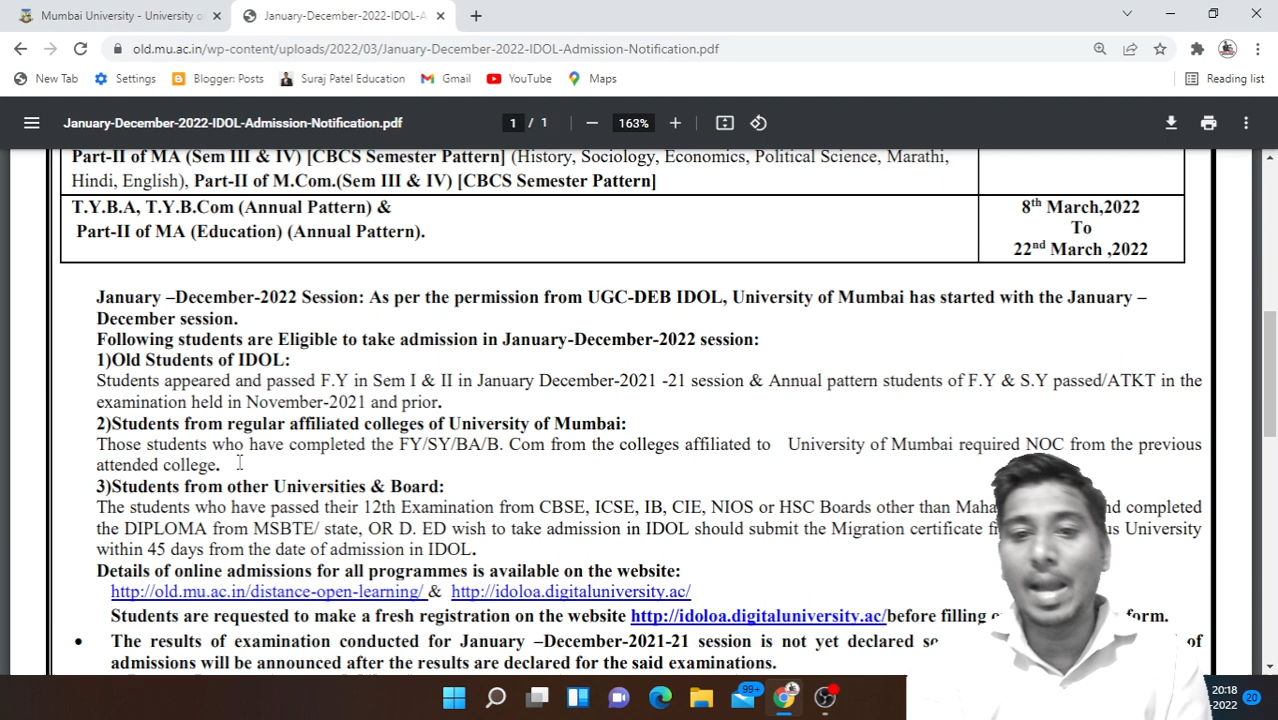 Mumbai University - University o
January-December-2022-IDOL-A
old.mu.ac.in/wp-content/uploads/2022/03/January-December-2022-IDOL-Admission-Notification.pdf
New Tab Settings Blogger: Posts Suraj Patel Education Gmail YouTube Maps Reading list
January-December-2022-IDOL-Admission-Notification.pdf 1 / 1 163%
Part-II of MA (Sem III & IV) [CBCS Semester Pattern] (History, Sociology, Economics, Political Science, Marathi,
Hindi, English), Part-II of M.Com.(Sem III & IV) [CBCS Semester Pattern]
T.Y.B.A, T.Y.B.Com (Annual Pattern) &
Part-II of MA (Education) (Annual Pattern).
8th March,2022
To
22nd March ,2022
January –December-2022 Session: As per the permission from UGC-DEB IDOL, University of Mumbai has started with the January –
December session.
Following students are Eligible to take admission in January-December-2022 session:
1)Old Students of IDOL:
Students appeared and passed F.Y in Sem I & II in January December-2021 -21 session & Annual pattern students of F.Y & S.Y passed/ATKT in the
examination held in November-2021 and prior.
2)Students from regular affiliated colleges of University of Mumbai:
Those students who have completed the FY/SY/BA/B. Com from the colleges affiliated to University of Mumbai required NOC from the previous
attended college.
3)Students from other Universities & Board:
The students who have passed their 12th Examination from CBSE, ICSE, IB, CIE, NIOS or HSC Boards other than Maha nd completed
the DIPLOMA from MSBTE/ state, OR D. ED wish to take admission in IDOL should submit the Migration certificate f us University
within 45 days from the date of admission in IDOL.
Details of online admissions for all programmes is available on the website:
http://old.mu.ac.in/distance-open-learning/ & http://idoloa.digitaluniversity.ac/
Students are requested to make a fresh registration on the website http://idoloa.digitaluniversity.ac/before filling form.
• The results of examination conducted for January –December-2021-21 session is not yet declared so of
admissions will be announced after the results are declared for the said examinations.
99+
20:18
-2022
20